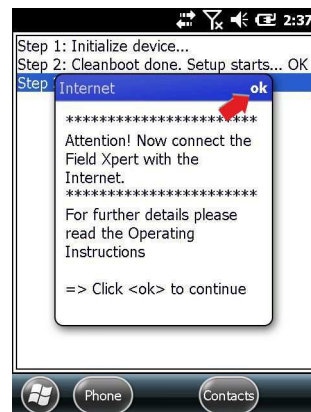 2:37
Step 1: Initialize device...
Step 2: Cleanboot done. Setup starts... OK
Step
Internet ok
************************
Attention! Now connect the
Field Xpert with the
Internet.
************************
For further details please
read the Operating
Instructions
=> Click <ok> to continue
Phone Contacts